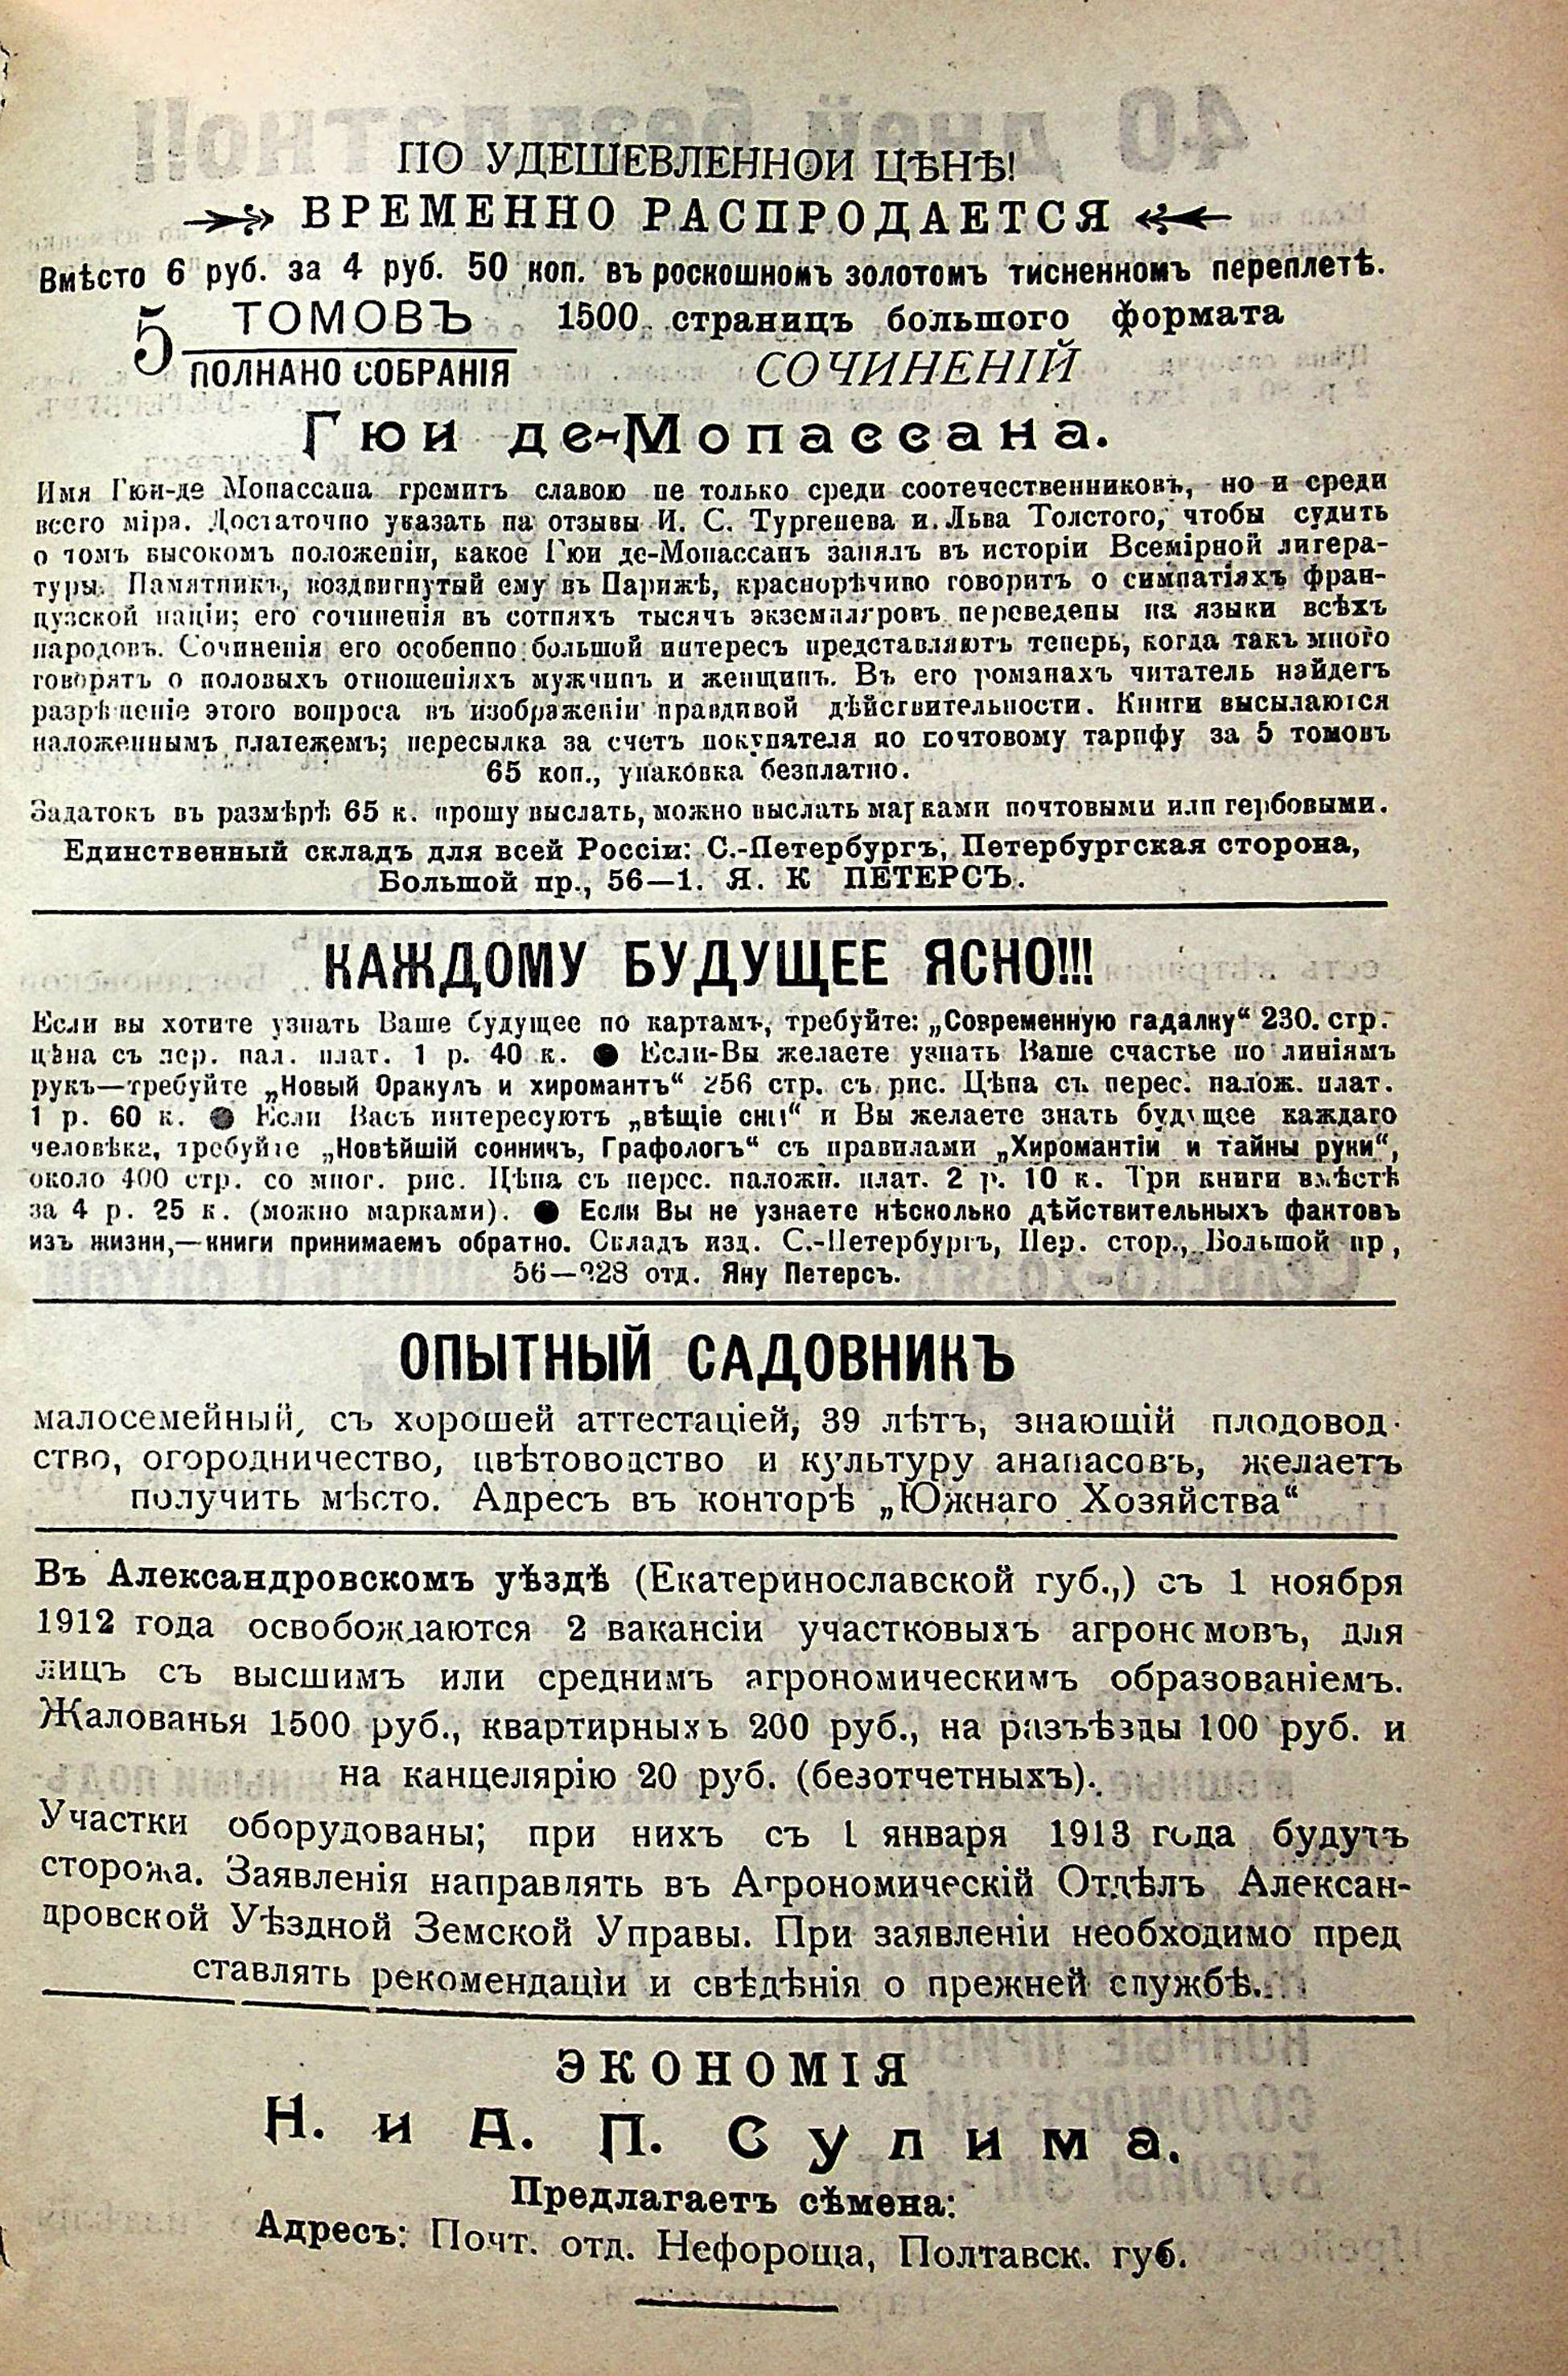 ПО УДЕШЕВЛЕННОИ ЦѢНѢ!
ВРЕМЕННО РАСПРОДАЕТСЯ
Вмѣсто 6 руб. за 4 руб. 50 коп. въ роскошномъ золотомъ тисненномъ переплетѣ.
5 ТОМОВЪ 1500 страницъ большого формата
ПОЛНАНО СОБРАНІЯ СОЧИНЕНІЙ
Гюи де-Мопассана.
Имя Гюи-де Мопассана гремитъ славою не только среди соотечественниковъ, но и среди
всего міра. Достаточно указать на отзывы И. С. Тургенева и Льва Толстого, чтобы судить
о томъ высокомъ положеніи, какое Гюи де-Мопассанъ занялъ въ исторіи Всемірной литера-
туры. Памятникъ, воздвигнутый ему въ Парижѣ, краснорѣчиво говоритъ о симпатіяхъ фран-
цузской націи; его сочиненія въ сотняхъ тысячъ экземпляровъ переведены на языки всѣхъ
народовъ. Сочиненія его особенно большой интересъ представляютъ теперь, когда такъ много
говорятъ о половыхъ отношеніяхъ мужчинъ и женщинъ. Въ его романахъ читатель найдетъ
разрѣшеніе этого вопроса въ изображеніи правдивой дѣйствительности. Книги высылаются
наложеннымъ платежемъ; пересылка за счетъ покупателя по почтовому тарифу за 5 томовъ
65 коп., упаковка безплатно.
Задатокъ въ размѣрѣ 65 к. прошу выслать, можно выслать марками почтовыми или гербовыми.
Единственный складъ для всей Россіи: С.-Петербургъ, Петербургская сторона,
Большой пр., 56—1. Я. К ПЕТЕРСЪ.
КАЖДОМУ БУДУЩЕЕ ЯСНО!!!
Если вы хотите узнать Ваше будущее по картамъ, требуйте: „Современную гадалку“ 230. стр.
цѣна съ пер. нал. плат. 1 р. 40 к. ● Если-Вы желаете узнать Ваше счастье по линіямъ
рукъ—требуйте „Новый Оракулъ и хиромантъ“ 256 стр. съ рис. Цѣна съ перес. налож. плат.
1 р. 60 к. ● Если Васъ интересуютъ „вѣщіе сны“ и Вы желаете знать будущее каждаго
человѣка, требуйте „Новѣйшій сонничъ, Графологъ“ съ правилами „Хиромантіи и тайны руки“,
около 400 стр. со мног. рис. Цѣна съ перес. наложн. плат. 2 р. 10 к. Три книги вмѣстѣ
за 4 р. 25 к. (можно марками). ● Если Вы не узнаете нѣсколько дѣйствительныхъ фактовъ
изъ жизни,—книги принимаемъ обратно. Складъ изд. С.-Петербургъ, Пер. стор., Большой пр,
отд. Яну Петерсъ.
ОПЫТНЫЙ САДОВНИКЪ
малосемейный, съ хорошей аттестаціей, 39 лѣтъ, знающій плодовод-
ство, огородничество, цвѣтоводство и культуру ананасовъ, желаетъ
получить мѣсто. Адресъ въ конторѣ „Южнаго Хозяйства“
Въ Александровскомъ уѣздѣ (Екатеринославской губ.,) съ 1 ноября
1912 года освобождаются 2 вакансіи участковыхъ агрономовъ, для
лицъ съ высшимъ или среднимъ агрономическимъ образованіемъ.
Жалованья 1500 руб., квартирныхъ 200 руб., на разъѣзды 100 руб. и
на канцелярію 20 руб. (безотчетныхъ).
Участки оборудованы; при нихъ съ 1 января 1913 года будутъ
сторожа. Заявленія направлять въ Агрономическій Отдѣлъ Алексан-
дровской Уѣздной Земской Управы. При заявленіи необходимо пред
ставлять рекомендаціи и свѣдѣнія о прежней службѣ.
ЭКОНОМІЯ
Н. и А. П. Сулима.
Предлагаетъ сѣмена:
Адресъ: Почт. отд. Нефороща, Полтавск. губ.